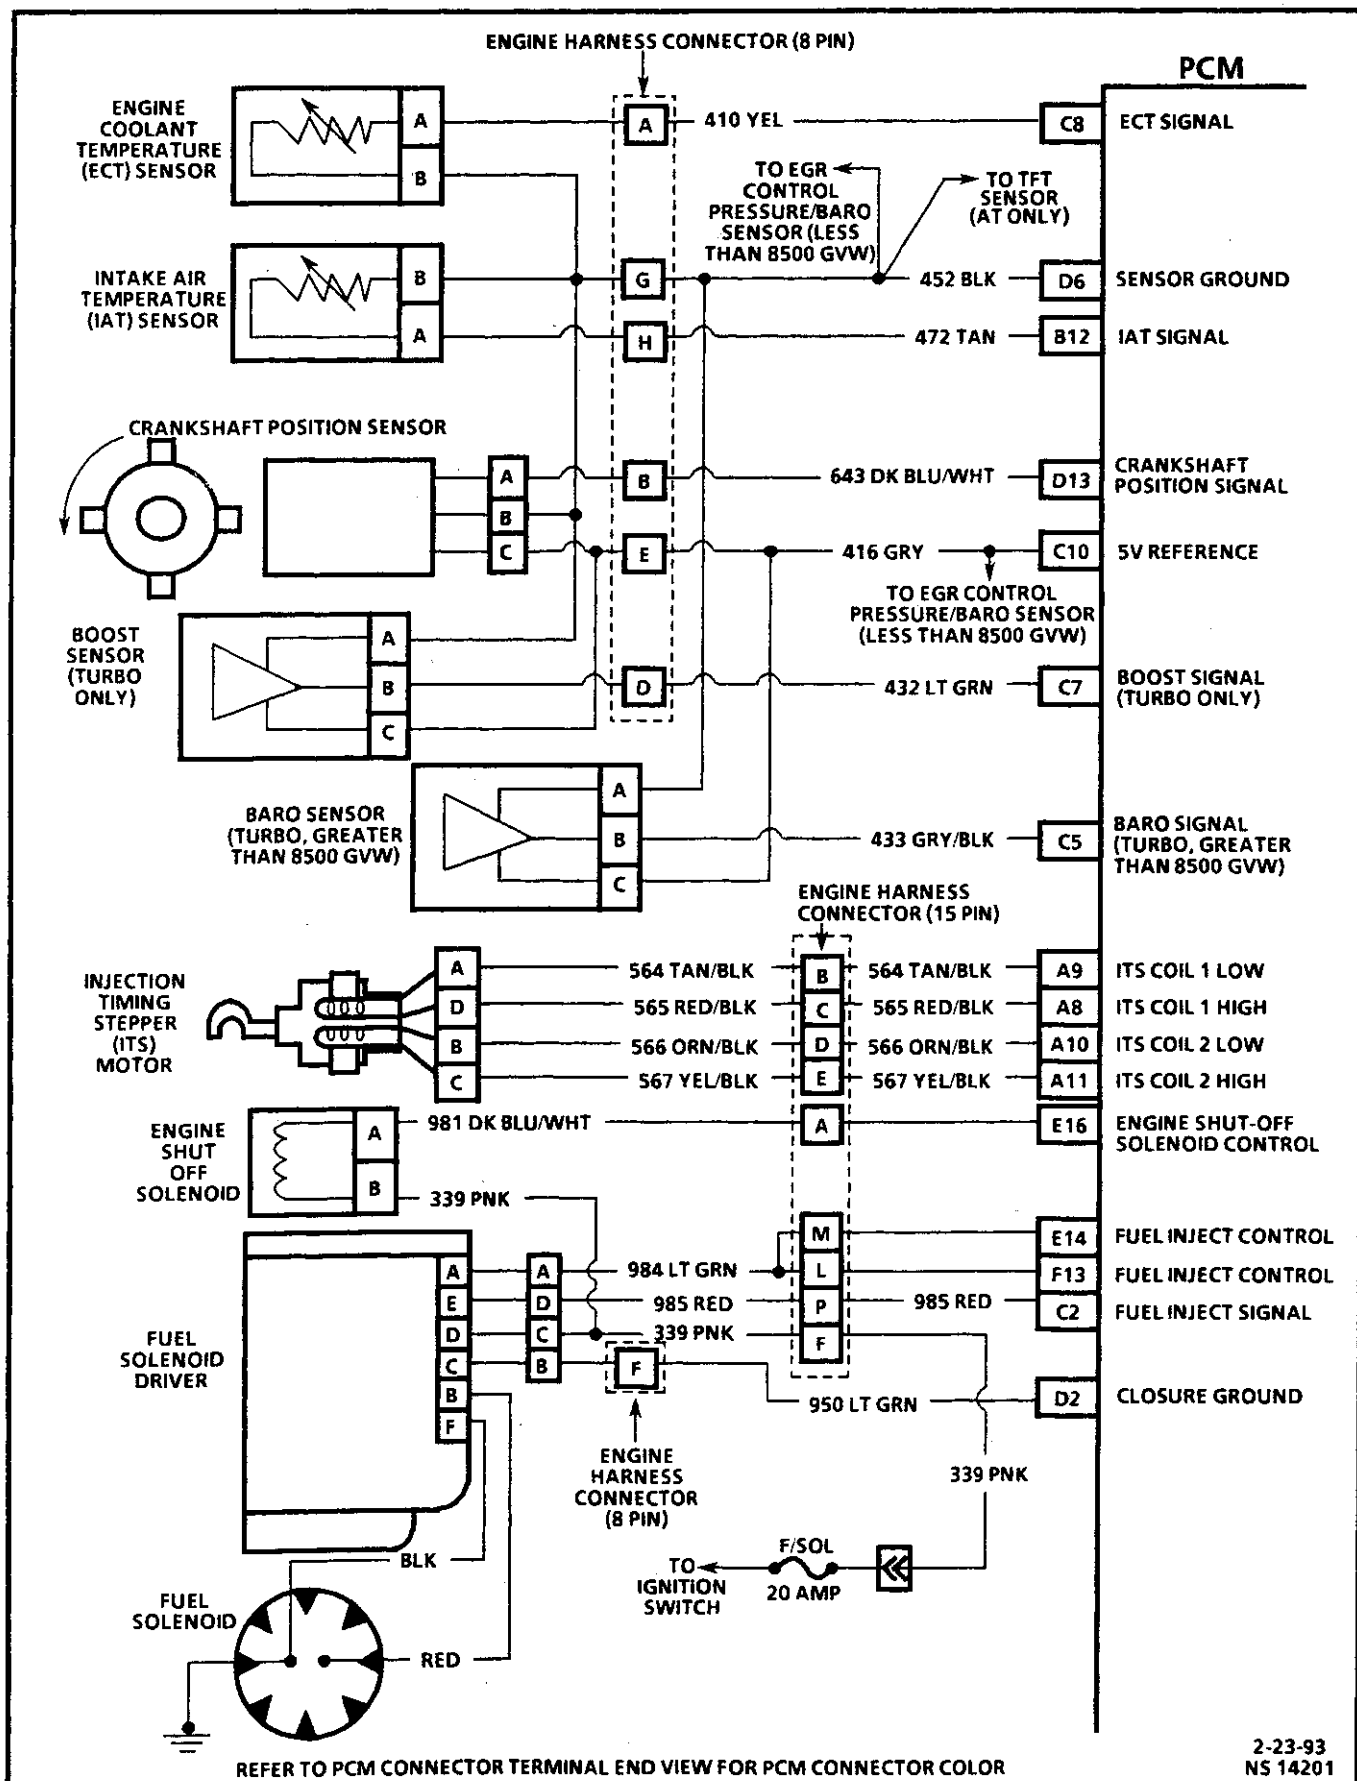 ENGINE HARNESS CONNECTOR (8 PIN)
PCM
ENGINE
COOLANT
TEMPERATURE
(ECT) SENSOR
A
B
A
410 YEL
C8
ECT SIGNAL
TO EGR
CONTROL
PRESSURE/BARO
SENSOR (LESS
THAN 8500 GVW)
TO TFT
SENSOR
(AT ONLY)
INTAKE AIR
TEMPERATURE
(IAT) SENSOR
B
A
G
452 BLK
D6
SENSOR GROUND
H
472 TAN
B12
IAT SIGNAL
CRANKSHAFT POSITION SENSOR
A
B
C
B
643 DK BLU/WHT
D13
CRANKSHAFT
POSITION SIGNAL
E
416 GRY
C10
5V REFERENCE
TO EGR CONTROL
PRESSURE/BARO SENSOR
(LESS THAN 8500 GVW)
BOOST
SENSOR
(TURBO
ONLY)
A
B
C
D
432 LT GRN
C7
BOOST SIGNAL
(TURBO ONLY)
BARO SENSOR
(TURBO, GREATER
THAN 8500 GVW)
A
B
C
433 GRY/BLK
C5
BARO SIGNAL
(TURBO, GREATER
THAN 8500 GVW)
ENGINE HARNESS
CONNECTOR (15 PIN)
INJECTION
TIMING
STEPPER
(ITS)
MOTOR
A
564 TAN/BLK
B
564 TAN/BLK
A9
ITS COIL 1 LOW
D
565 RED/BLK
C
565 RED/BLK
A8
ITS COIL 1 HIGH
B
566 ORN/BLK
D
566 ORN/BLK
A10
ITS COIL 2 LOW
C
567 YEL/BLK
E
567 YEL/BLK
A11
ITS COIL 2 HIGH
ENGINE
SHUT
OFF
SOLENOID
A
B
981 DK BLU/WHT
A
E16
ENGINE SHUT-OFF
SOLENOID CONTROL
339 PNK
M
E14
FUEL INJECT CONTROL
A
A
984 LT GRN
L
F13
FUEL INJECT CONTROL
E
D
985 RED
P
985 RED
C2
FUEL INJECT SIGNAL
D
C
339 PNK
F
FUEL
SOLENOID
DRIVER
C
B
F
950 LT GRN
D2
CLOSURE GROUND
B
F
ENGINE
HARNESS
CONNECTOR
(8 PIN)
339 PNK
BLK
TO
IGNITION
SWITCH
F/SOL
20 AMP
FUEL
SOLENOID
RED
REFER TO PCM CONNECTOR TERMINAL END VIEW FOR PCM CONNECTOR COLOR
2-23-93
NS 14201